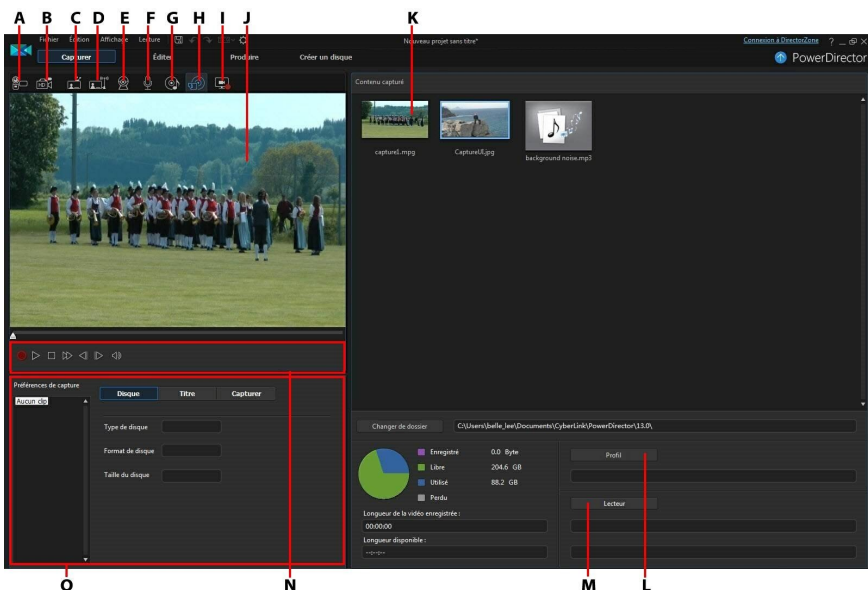 A B C D E F G H I J K
Fichier Édition Affichage Lecture
Nouveau projet sans titre*
Connexion à DirectorZone ?
Capturer Éditer Produire Créer un disque
PowerDirector
HD
Contenu capturé
capture1.mpg
CaptureUI.jpg
background noise.mp3
Préférences de capture
Aucun clip
Disque Titre Capturer
Type de disque
Format de disque
Taille du disque
Changer de dossier C:\Users\belle_lee\Documents\CyberLink\PowerDirector\13.0\
Enregistré 0.0 Byte
Libre 204.6 GB
Utilisé 88.2 GB
Perdu
Longueur de la vidéo enregistrée :
00:00:00
Longueur disponible :
--:--:--
Profil
Lecteur
O N M L